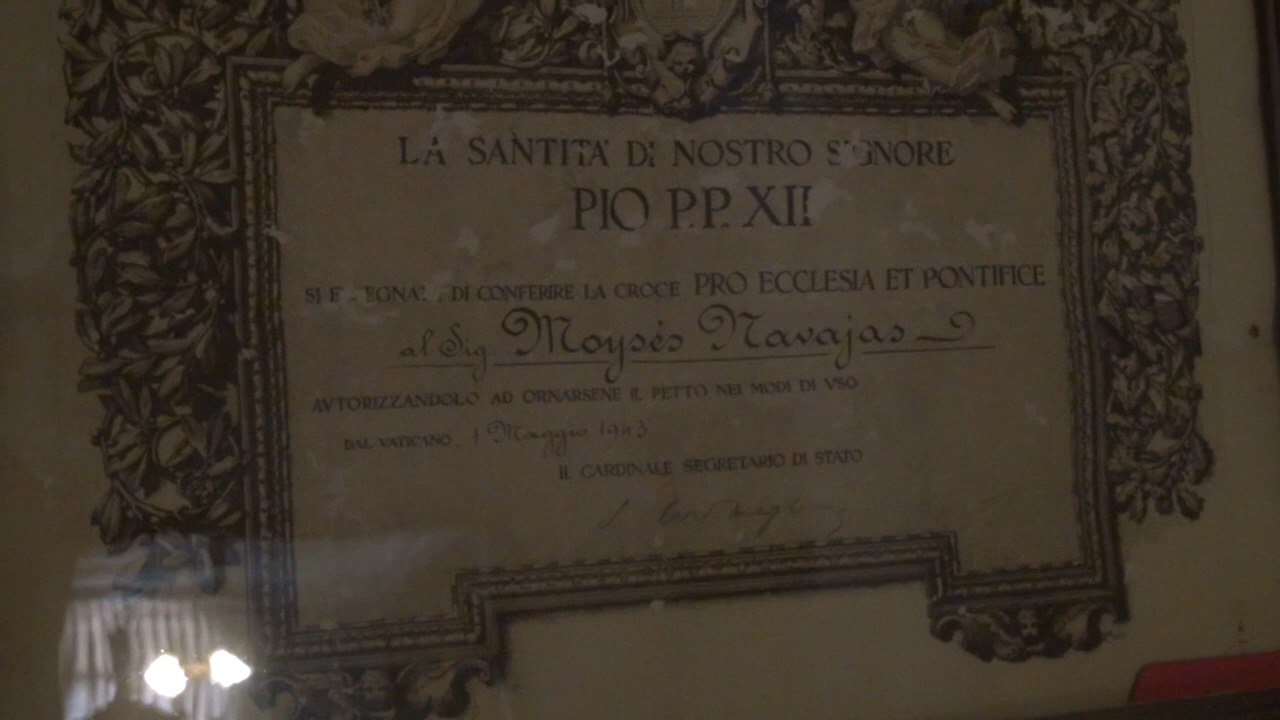 LA SANTITA' DI NOSTRO SIGNORE
PIO P.P. XII
SI E DI CONFERIRE LA CROCE PRO ECCLESIA ET PONTIFICE
al Sig. Moysés Navajas
AVTORIZZANDOLO AD ORNARSENE IL PETTO NEI MODI DI VSO
DAL VATICANO, 1 Maggio 1943
IL CARDINALE SEGRETARIO DI STATO